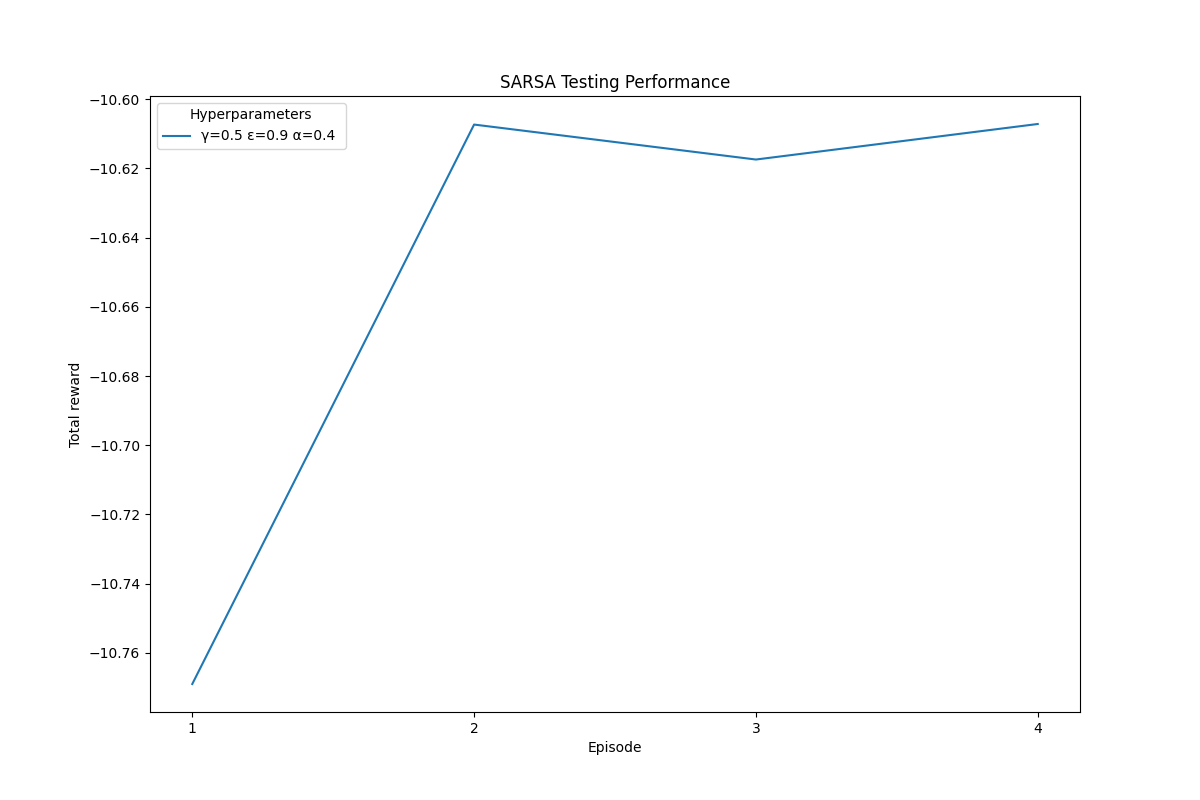 SARSA Testing Performance
Hyperparameters
γ=0.5 ε=0.9 α=0.4
−10.60
−10.62
−10.64
−10.66
−10.68
−10.70
−10.72
−10.74
−10.76
Total reward
1 2 3 4
Episode